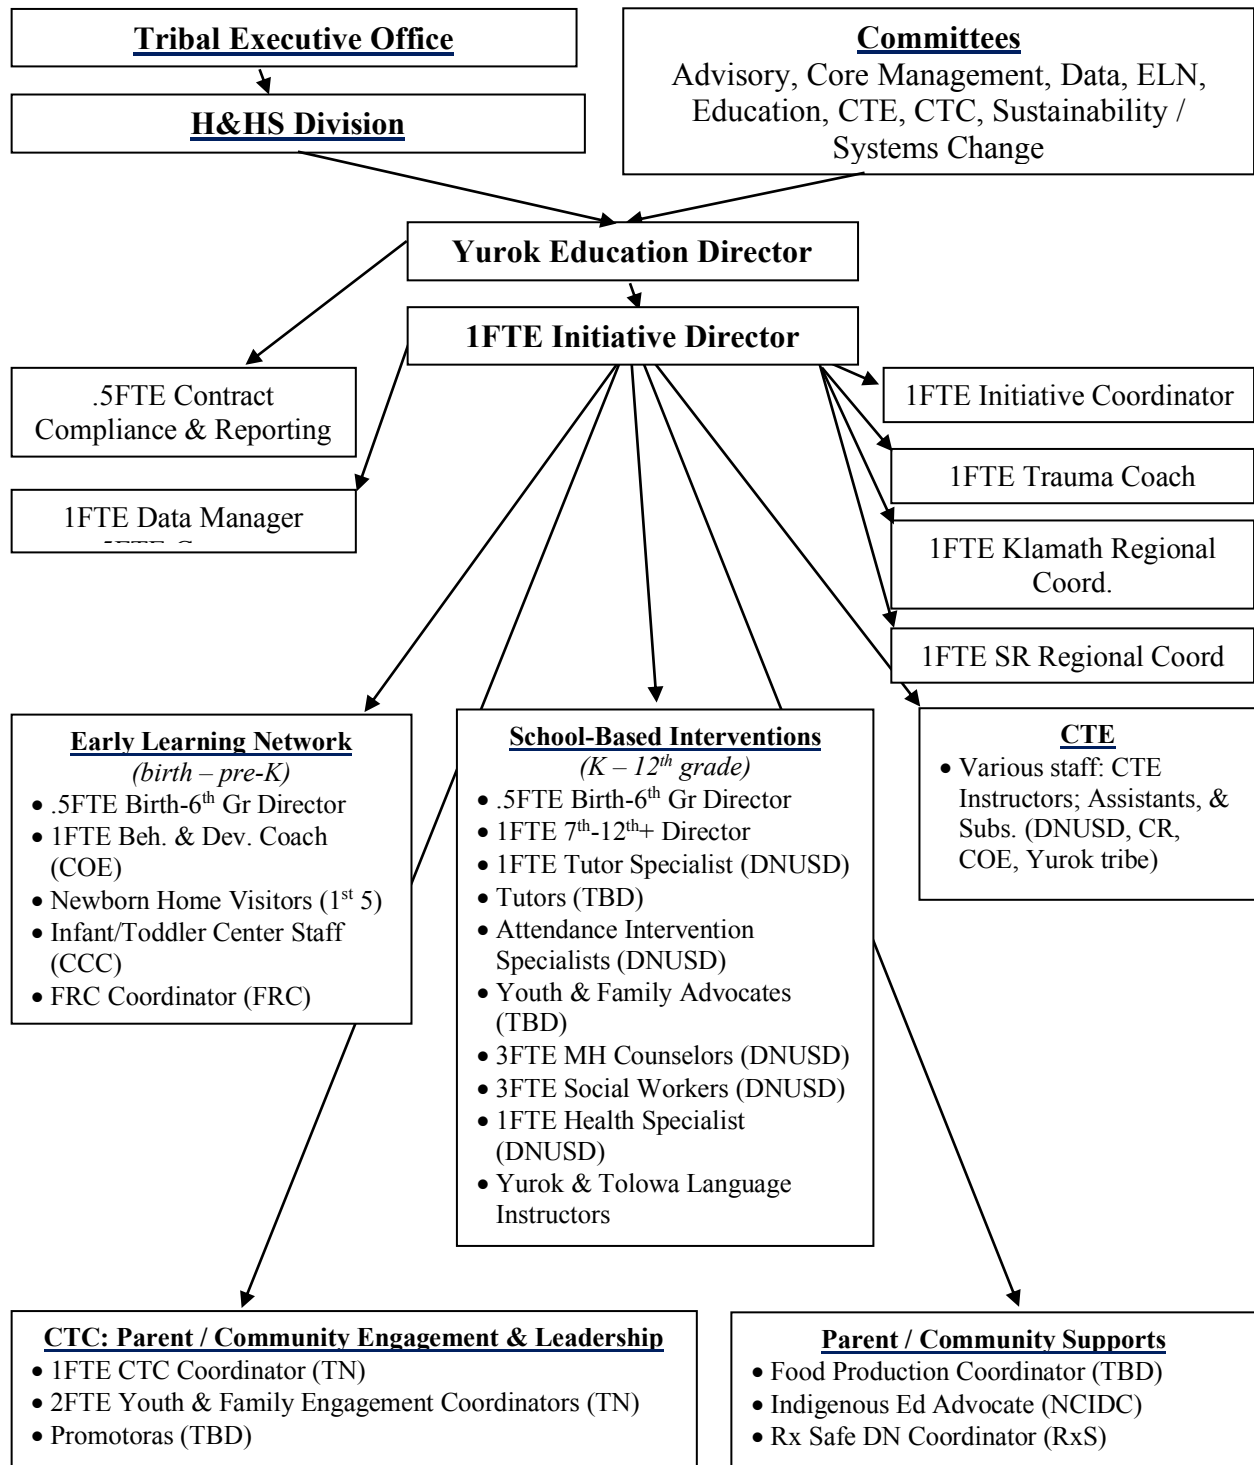 Tribal Executive Office
H&HS Division
Committees
Advisory, Core Management, Data, ELN,
Education, CTE, CTC, Sustainability /
Systems Change
Yurok Education Director
1FTE Initiative Director
.5FTE Contract
Compliance & Reporting
1FTE Data Manager
1FTE Initiative Coordinator
1FTE Trauma Coach
1FTE Klamath Regional
Coord.
1FTE SR Regional Coord
Early Learning Network
(birth – pre-K)
• .5FTE Birth-6th Gr Director
• 1FTE Beh. & Dev. Coach
(COE)
• Newborn Home Visitors (1st 5)
• Infant/Toddler Center Staff
(CCC)
• FRC Coordinator (FRC)
School-Based Interventions
(K – 12th grade)
• .5FTE Birth-6th Gr Director
• 1FTE 7th-12th+ Director
• 1FTE Tutor Specialist (DNUSD)
• Tutors (TBD)
• Attendance Intervention
Specialists (DNUSD)
• Youth & Family Advocates
(TBD)
• 3FTE MH Counselors (DNUSD)
• 3FTE Social Workers (DNUSD)
• 1FTE Health Specialist
(DNUSD)
• Yurok & Tolowa Language
Instructors
CTE
• Various staff: CTE
Instructors; Assistants, &
Subs. (DNUSD, CR,
COE, Yurok tribe)
CTC: Parent / Community Engagement & Leadership
• 1FTE CTC Coordinator (TN)
• 2FTE Youth & Family Engagement Coordinators (TN)
• Promotoras (TBD)
Parent / Community Supports
• Food Production Coordinator (TBD)
• Indigenous Ed Advocate (NCIDC)
• Rx Safe DN Coordinator (RxS)